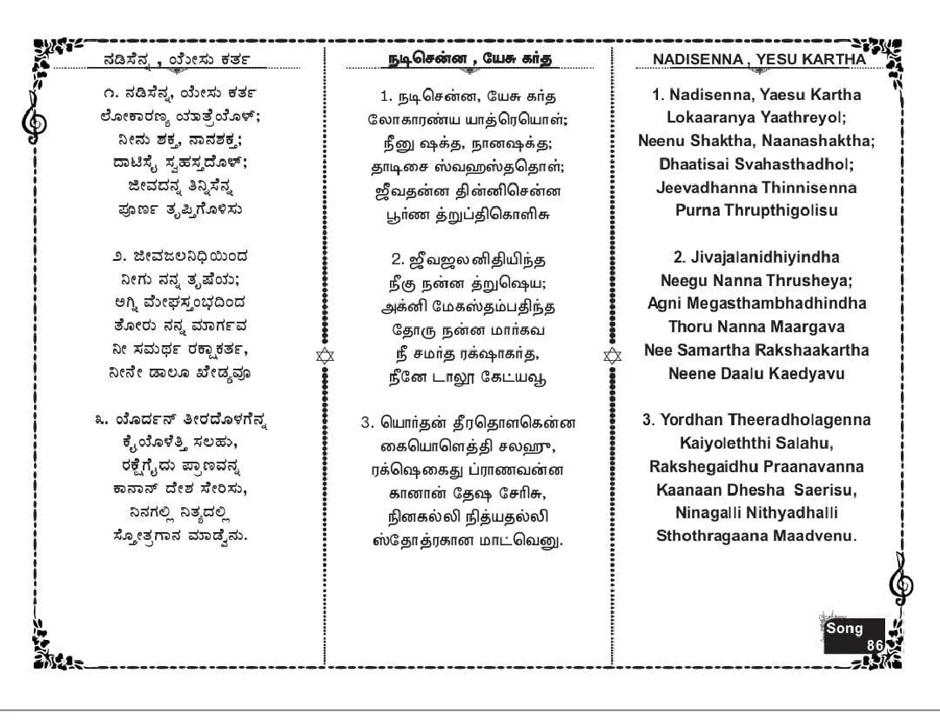 ನಡಿಸೆನ್ನ , ಯೇಸು ಕರ್ತ
೧. ನಡಿಸೆನ್ನ, ಯೇಸು ಕರ್ತ
ಲೋಕಾರಣ್ಯ ಯಾತ್ರೆಯೊಳ್;
ನೀನು ಶಕ್ತ, ನಾನಶಕ್ತ;
ದಾಟಿಸೈ ಸ್ವಹಸ್ತದೊಳ್;
ಜೀವದನ್ನ ತಿನ್ನಿಸೆನ್ನ
ಪೂರ್ಣ ತೃಪ್ತಿಗೊಳಿಸು
೨. ಜೀವಜಲನಿಧಿಯಿಂದ
ನೀಗು ನನ್ನ ತೃಷೆಯ;
ಅಗ್ನಿ ಮೇಘಸ್ತಂಭದಿಂದ
ತೋರು ನನ್ನ ಮಾರ್ಗವ
ನೀ ಸಮರ್ಥ ರಕ್ಷಾಕರ್ತ,
ನೀನೇ ಡಾಲೂ ಖೇಡ್ಯವೂ
೩. ಯೊರ್ದನ್ ತೀರದೊಳಗೆನ್ನ
ಕೈಯೊಳೆತ್ತಿ ಸಲಹು,
ರಕ್ಷೆಗೈದು ಪ್ರಾಣವನ್ನ
ಕಾನಾನ್ ದೇಶ ಸೇರಿಸು,
ನಿನಗಲ್ಲಿ ನಿತ್ಯದಲ್ಲಿ
ಸ್ತೋತ್ರಗಾನ ಮಾಡ್ವೆನು.
நடிசென்ன , யேசு கர்த
1. நடிசென்ன, யேசு கர்த
லோகாரண்ய யாத்ரெயொள்;
நீனு ஷக்த, நானஷக்த;
தாடிசை ஸ்வஹஸ்ததொள்;
ஜீவதன்ன தின்னிசென்ன
பூர்ண த்றுப்திகொளிசு
2. ஜீவஜலனிதியிந்த
நீகு நன்ன த்றுஷெய;
அக்னி மேகஸ்தம்பதிந்த
தோரு நன்ன மார்கவ
நீ சமர்த ரக்ஷாகர்த,
நீனே டாலூ கேட்யவூ
3. யொர்தன் தீரதொளகென்ன
கையொளெத்தி சலஹு,
ரக்ஷெகைது ப்ராணவன்ன
கானான் தேஷ சேரிசு,
நினகல்லி நித்யதல்லி
ஸ்தோத்ரகான மாட்வெனு.
NADISENNA , YESU KARTHA
1. Nadisenna, Yaesu Kartha
Lokaaranya Yaathreyol;
Neenu Shaktha, Naanashaktha;
Dhaatisai Svahasthadhol;
Jeevadhanna Thinnisenna
Purna Thrupthigolisu
2. Jivajalanidhiyindha
Neegu Nanna Thrusheya;
Agni Megasthambhadhindha
Thoru Nanna Maargava
Nee Samartha Rakshaakartha
Neene Daalu Kaedyavu
3. Yordhan Theeradholagenna
Kaiyoleththi Salahu,
Rakshegaidhu Praanavanna
Kaanaan Dhesha Saerisu,
Ninagalli Nithyadhalli
Sthothragaana Maadvenu.
Song
86